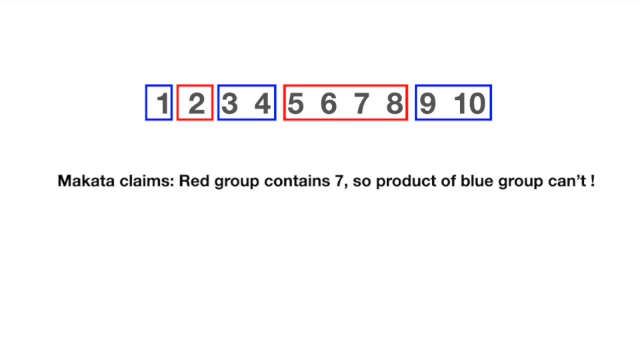 1 2 3 4 5 6 7 8 9 10
Makata claims: Red group contains 7, so product of blue group can't !